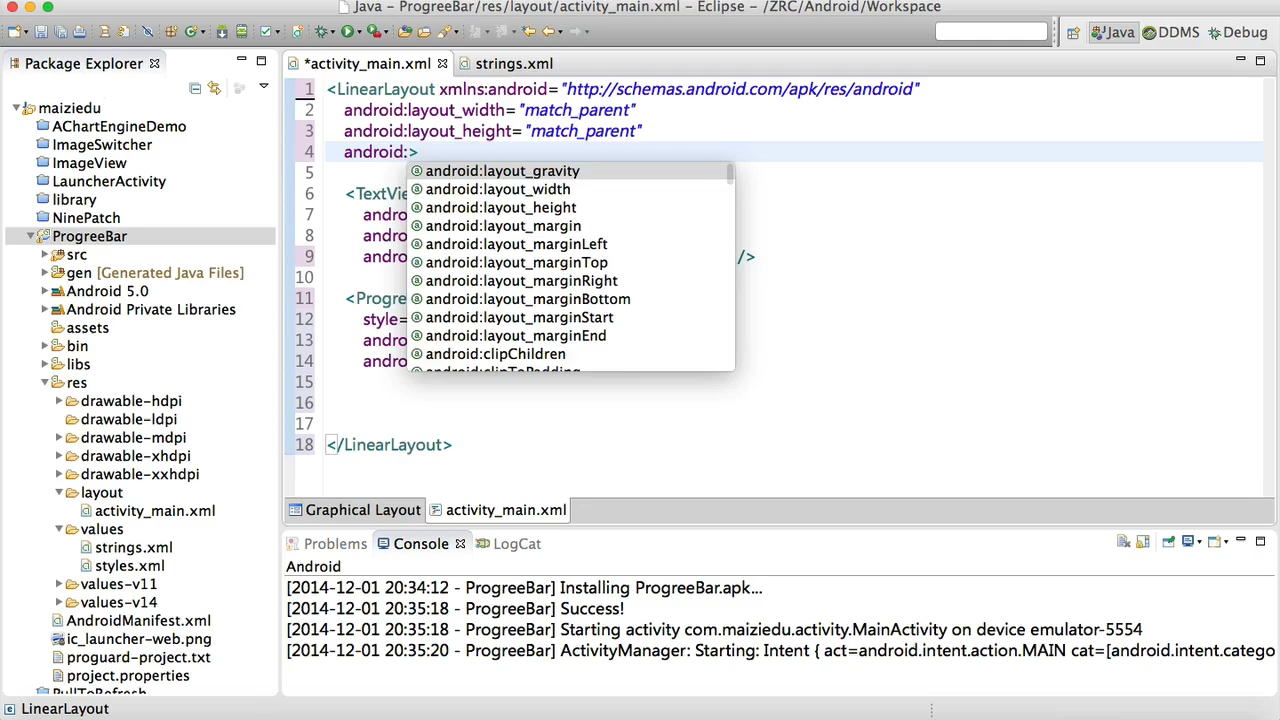 Java - ProgreeBar/res/layout/activity_main.xml - Eclipse - /ZRC/Android/Workspace
Java DDMS Debug
Package Explorer
*activity_main.xml strings.xml
maiziedu
AChartEngineDemo
ImageSwitcher
ImageView
LauncherActivity
library
NinePatch
ProgreeBar
src
gen [Generated Java Files]
Android 5.0
Android Private Libraries
assets
bin
libs
res
drawable-hdpi
drawable-ldpi
drawable-mdpi
drawable-xhdpi
drawable-xxhdpi
layout
activity_main.xml
values
strings.xml
styles.xml
values-v11
values-v14
AndroidManifest.xml
ic_launcher-web.png
proguard-project.txt
project.properties
PullToRefresh
1 <LinearLayout xmlns:android="http://schemas.android.com/apk/res/android"
2 android:layout_width="match_parent"
3 android:layout_height="match_parent"
4 android:>
5
6 <TextVie
7 andro
8 andro
9 andro />
10
11 <Progre
12 style=
13 andro
14 andro
15
16
17
18 </LinearLayout>
android:layout_gravity
android:layout_width
android:layout_height
android:layout_margin
android:layout_marginLeft
android:layout_marginTop
android:layout_marginRight
android:layout_marginBottom
android:layout_marginStart
android:layout_marginEnd
android:clipChildren
android:clipToPadding
Graphical Layout activity_main.xml
Problems Console LogCat
Android
[2014-12-01 20:34:12 - ProgreeBar] Installing ProgreeBar.apk...
[2014-12-01 20:35:18 - ProgreeBar] Success!
[2014-12-01 20:35:18 - ProgreeBar] Starting activity com.maiziedu.activity.MainActivity on device emulator-5554
[2014-12-01 20:35:20 - ProgreeBar] ActivityManager: Starting: Intent { act=android.intent.action.MAIN cat=[android.intent.catego
LinearLayout